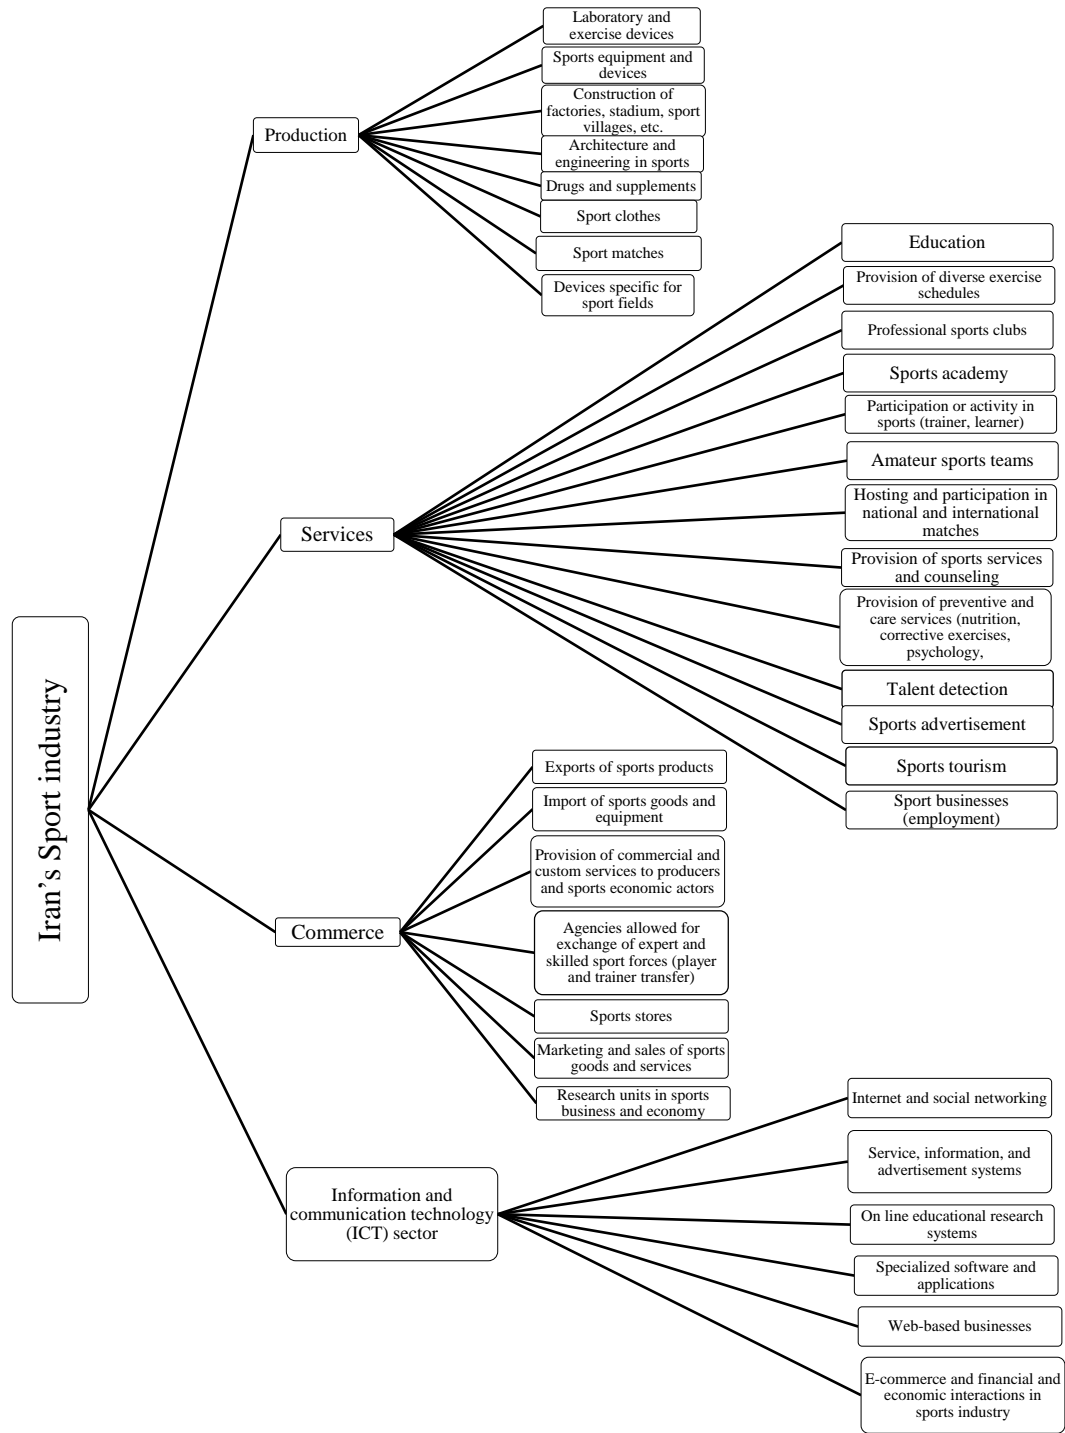 Iran's Sport industry
Production
Laboratory and
exercise devices
Sports equipment and
devices
Construction of
factories, stadium, sport
villages, etc.
Architecture and
engineering in sports
Drugs and supplements
Sport clothes
Sport matches
Devices specific for
sport fields
Services
Education
Provision of diverse exercise
schedules
Professional sports clubs
Sports academy
Participation or activity in
sports (trainer, learner)
Amateur sports teams
Hosting and participation in
national and international
matches
Provision of sports services
and counseling
Provision of preventive and
care services (nutrition,
corrective exercises,
psychology,
Talent detection
Sports advertisement
Sports tourism
Sport businesses
(employment)
Commerce
Exports of sports products
Import of sports goods and
equipment
Provision of commercial and
custom services to producers
and sports economic actors
Agencies allowed for
exchange of expert and
skilled sport forces (player
and trainer transfer)
Sports stores
Marketing and sales of sports
goods and services
Research units in sports
business and economy
Information and
communication technology
(ICT) sector
Internet and social networking
Service, information, and
advertisement systems
On line educational research
systems
Specialized software and
applications
Web-based businesses
E-commerce and financial and
economic interactions in
sports industry